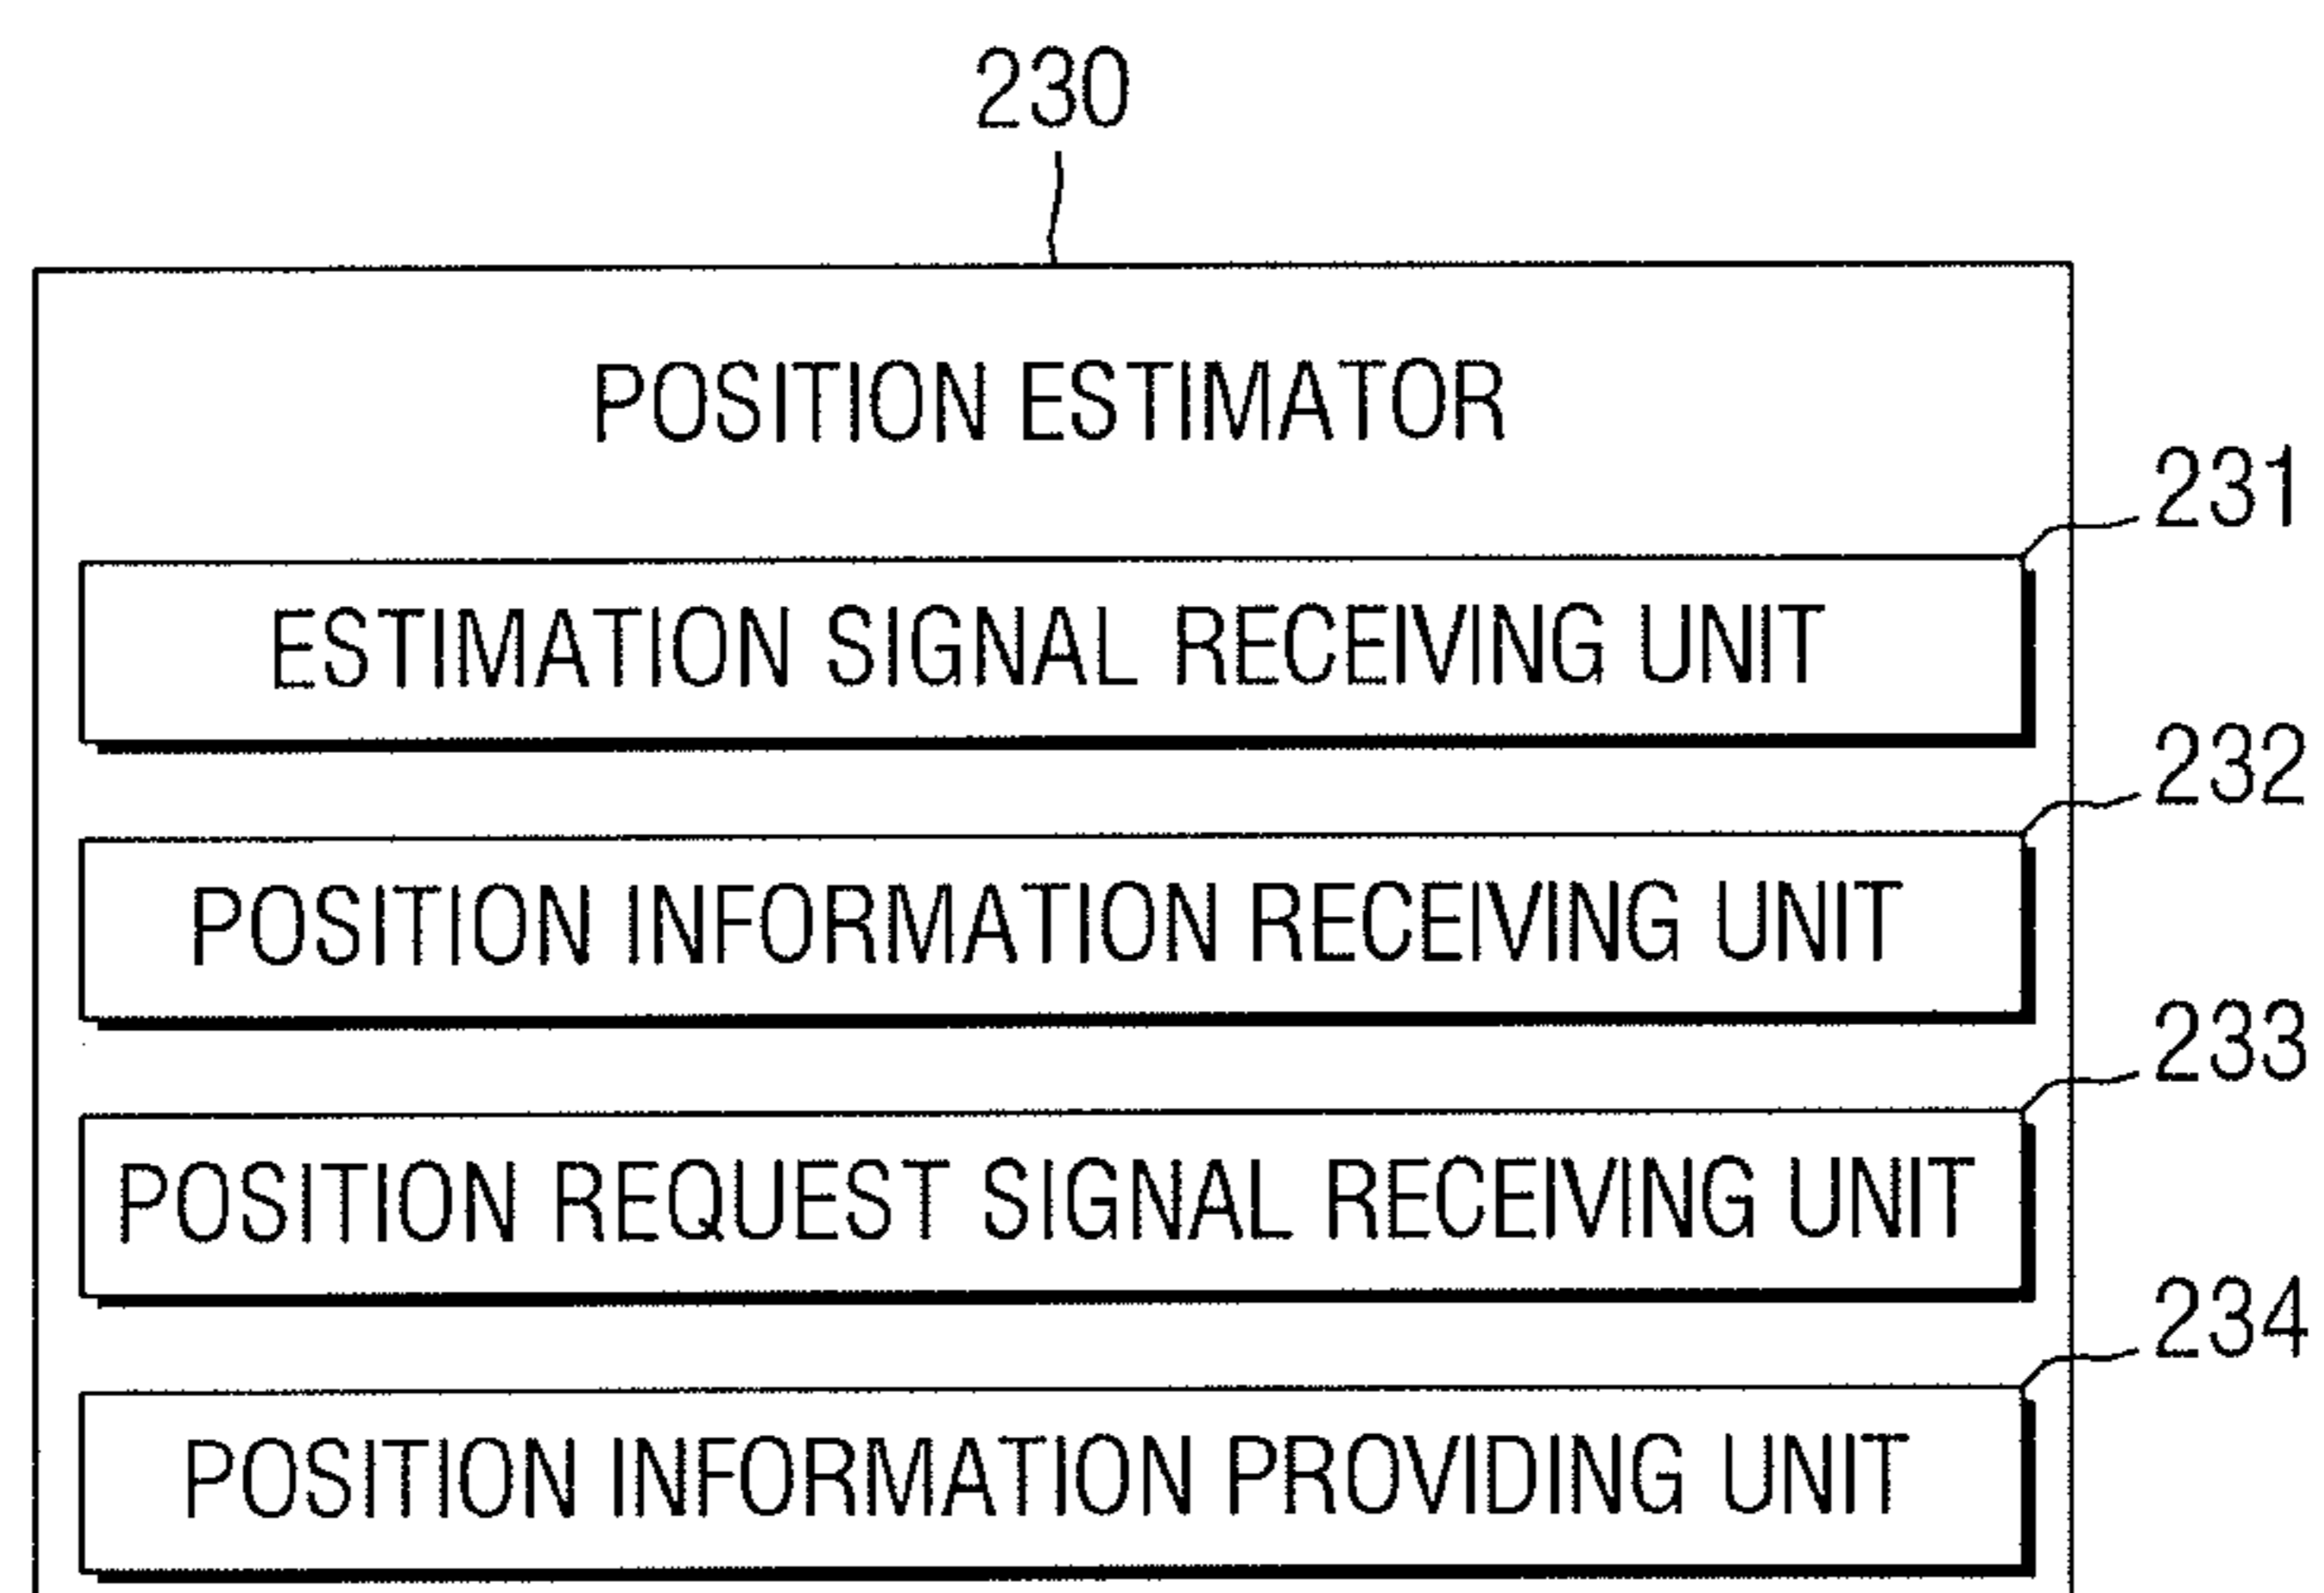 230
POSITION ESTIMATOR
231
ESTIMATION SIGNAL RECEIVING UNIT
232
POSITION INFORMATION RECEIVING UNIT
233
POSITION REQUEST SIGNAL RECEIVING UNIT
234
POSITION INFORMATION PROVIDING UNIT